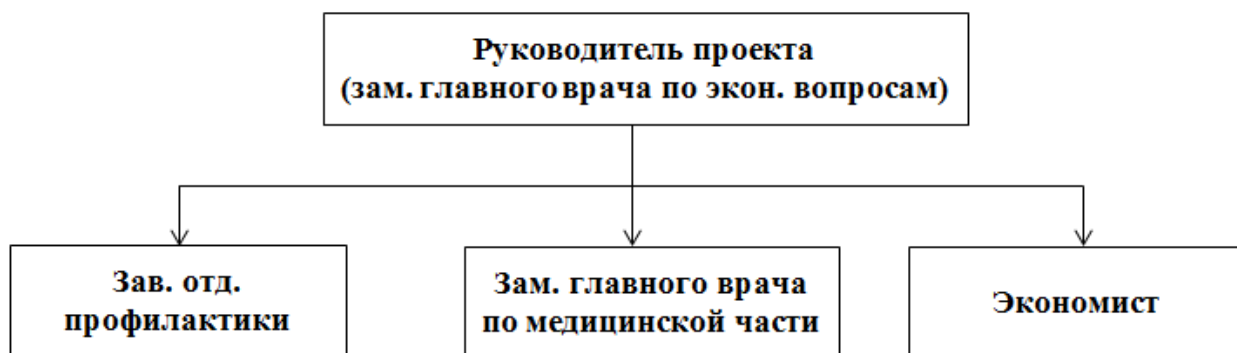 Руководитель проекта
(зам. главного врача по экон. вопросам)
Зав. отд.
профилактики
Зам. главного врача
по медицинской части
Экономист